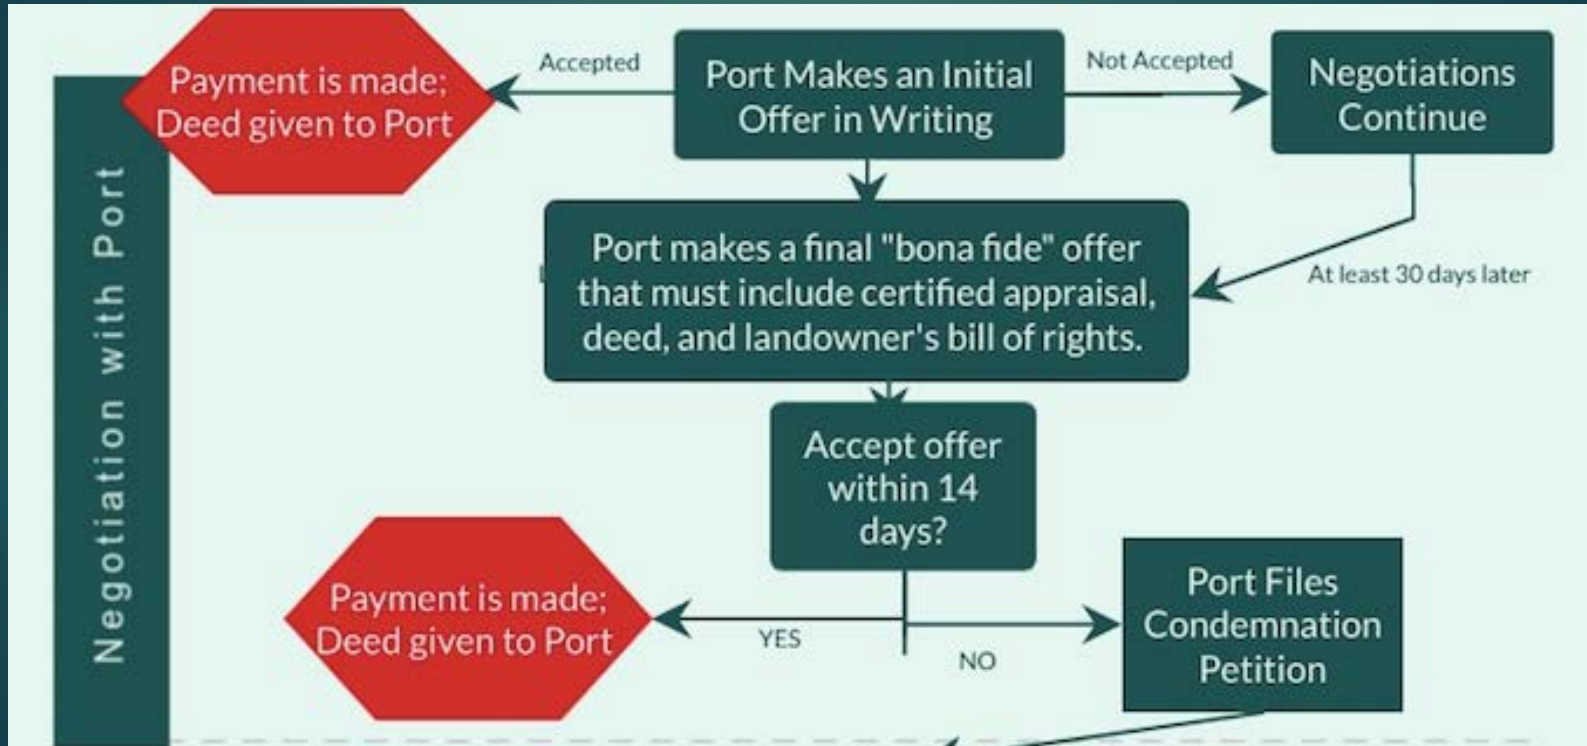 Negotiation with Port
Payment is made;
Deed given to Port
Accepted
Port Makes an Initial
Offer in Writing
Not Accepted
Negotiations
Continue
Port makes a final "bona fide" offer
that must include certified appraisal,
deed, and landowner's bill of rights.
At least 30 days later
Accept offer
within 14
days?
Payment is made;
Deed given to Port
YES
NO
Port Files
Condemnation
Petition